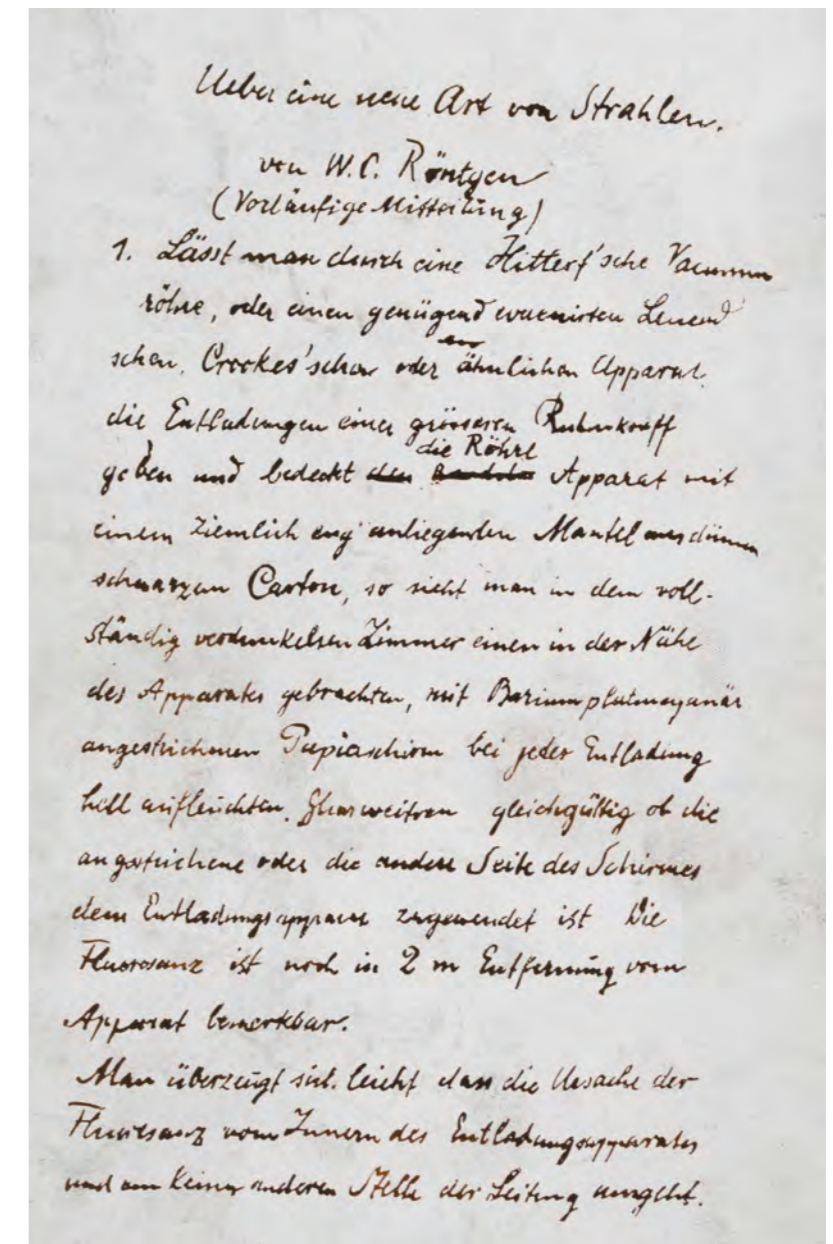 Ueber eine neue Art von Strahlen.
von W.C. Röntgen
(Vorläufige Mitteilung)
1. Lässt man durch eine Hittorf'sche Vacuum
röhre, oder einen genügend evacuirten Lenard
schen, Crookes'schen oder ähnlichen Apparat
die Entladungen einer grösseren Ruhmkorff
geben und bedeckt die Röhre Apparat mit
einem ziemlich eng anliegenden Mantel aus dünnem
schwarzem Carton, so sieht man in dem voll-
ständig verdunkelten Zimmer einen in der Nähe
des Apparates gebrachten, mit Bariumplatincyanür
angestrichenen Papierschirm bei jeder Entladung
hell aufleuchten, gleichgültig ob die
angestrichene oder die andere Seite des Schirmes
dem Entladungsapparat zugewendet ist Die
Fluorescenz ist noch in 2 m Entfernung vom
Apparat bemerkbar.
Man überzeugt sich leicht dass die Ursache der
Fluorescenz vom Innern des Entladungsapparates
und von keiner anderen Stelle der Leitung ausgeht.